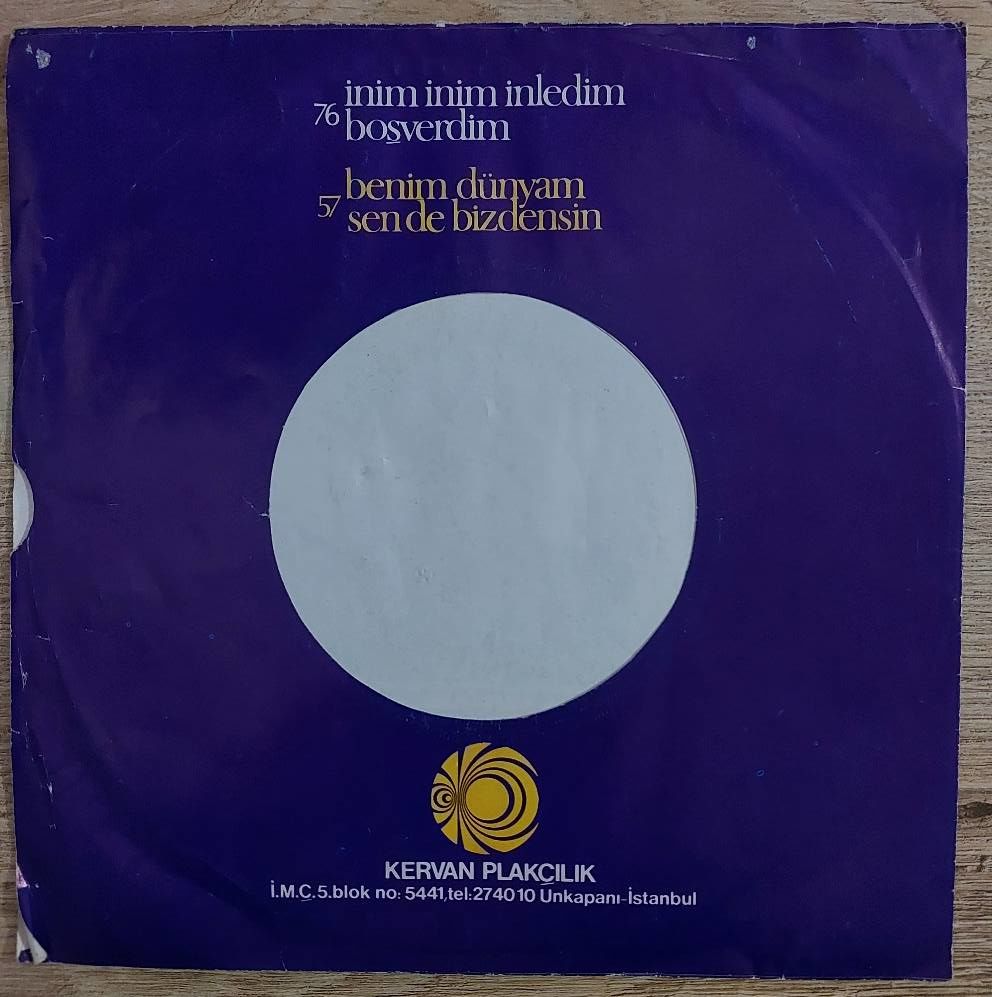 76 inim inim inledim
boşverdim
57 benim dünyam
sen de bizdensin
KERVAN PLAKÇILIK
İ.M.Ç.5.blok no: 5441,tel:274010 Unkapanı-İstanbul